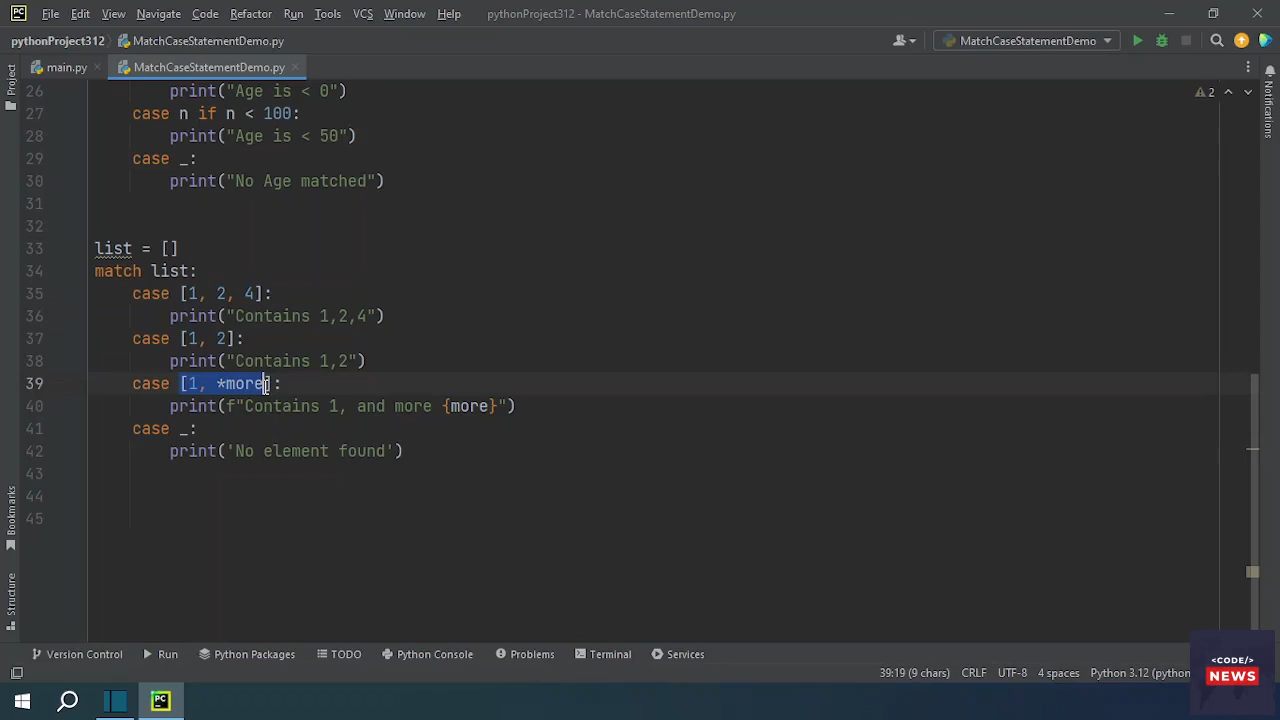 File Edit View Navigate Code Refactor Run Tools VCS Window Help pythonProject312 - MatchCaseStatementDemo.py
pythonProject312 MatchCaseStatementDemo.py MatchCaseStatementDemo
Project main.py MatchCaseStatementDemo.py
Notifications
2
26 print("Age is < 0")
27 case n if n < 100:
28 print("Age is < 50")
29 case _:
30 print("No Age matched")
31
32
33 list = []
34 match list:
35 case [1, 2, 4]:
36 print("Contains 1,2,4")
37 case [1, 2]:
38 print("Contains 1,2")
39 case [1, *more]:
40 print(f"Contains 1, and more {more}")
41 case _:
42 print('No element found')
43
44
45
Bookmarks
Structure
Version Control Run Python Packages TODO Python Console Problems Terminal Services
39:19 (9 chars) CRLF UTF-8 4 spaces Python 3.12 (python
<CODE/>
NEWS